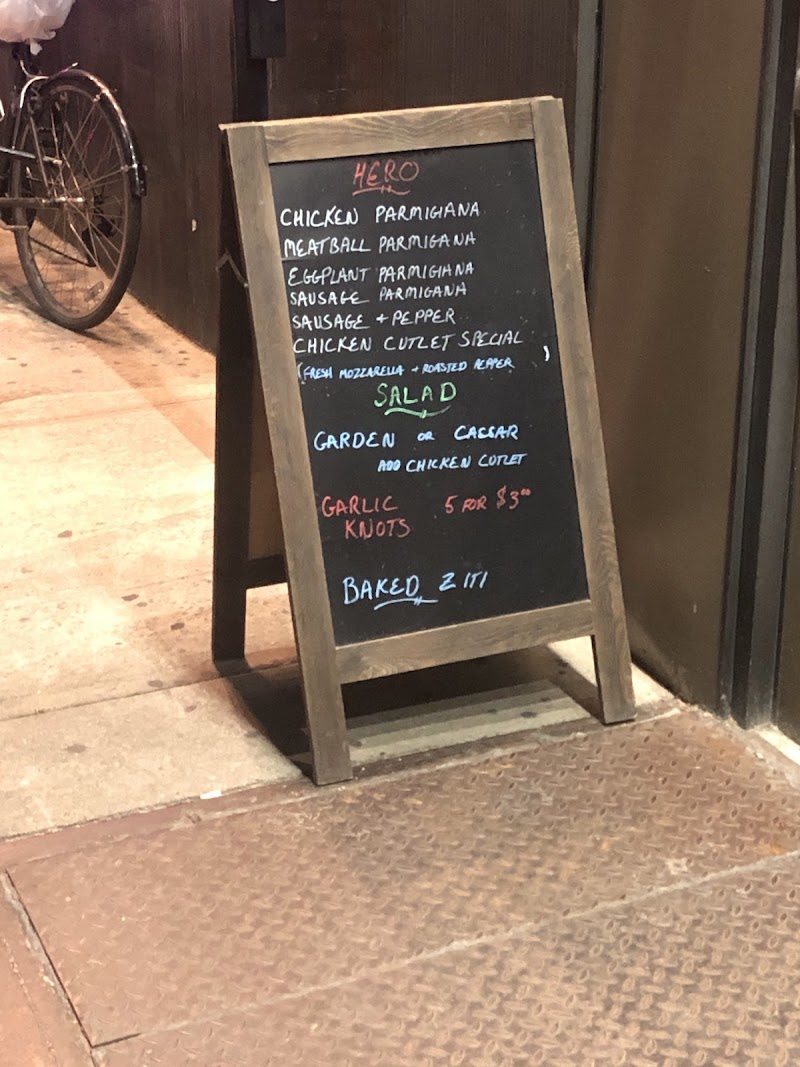 HERO
CHICKEN PARMIGIANA
MEATBALL PARMIGANA
EGGPLANT PARMIGIANA
SAUSAGE PARMIGANA
SAUSAGE + PEPPER
CHICKEN CUTLET SPECIAL
(FRESH MOZZARELLA + ROASTED PEPPER)
SALAD
GARDEN OR CAESAR
ADD CHICKEN CUTLET
GARLIC KNOTS 5 FOR $3.00
BAKED ZITI